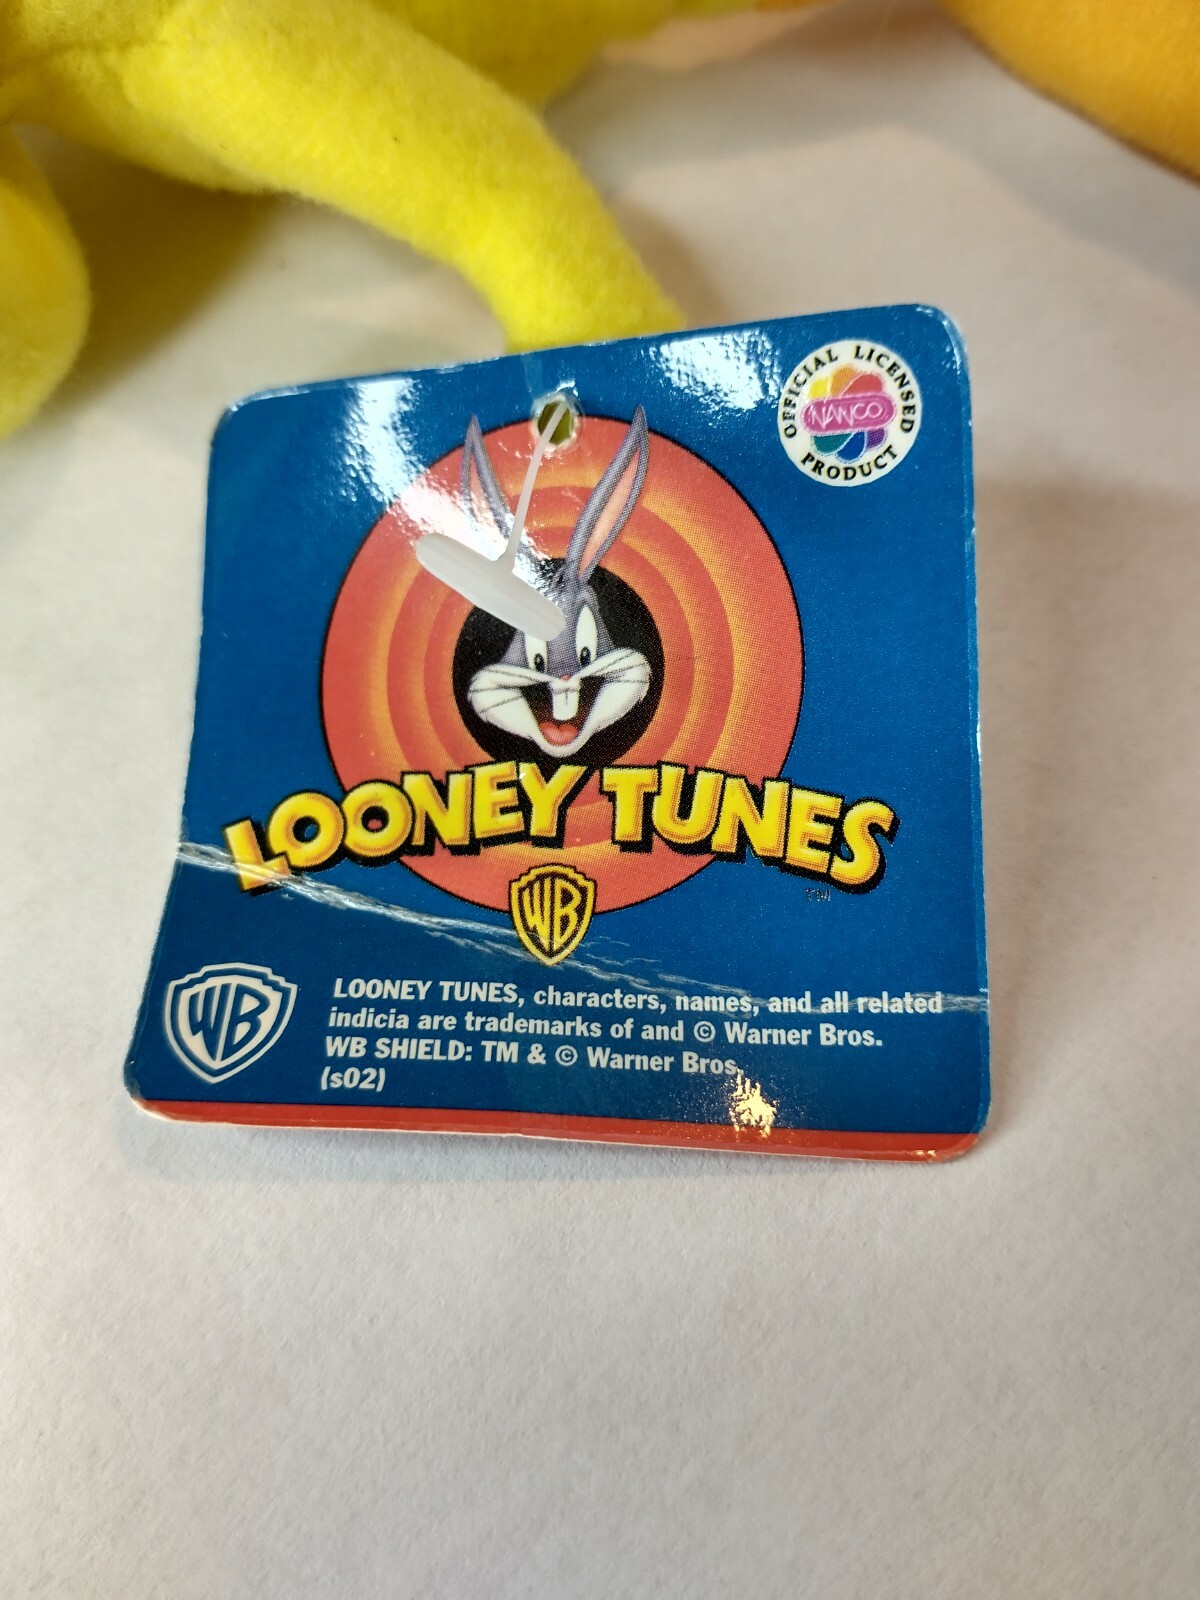 OFFICIAL LICENSED
NANCO
PRODUCT
LOONEY TUNES
TM
WB
WB
LOONEY TUNES, characters, names, and all related
indicia are trademarks of and © Warner Bros.
WB SHIELD: TM & © Warner Bros.
(s02)